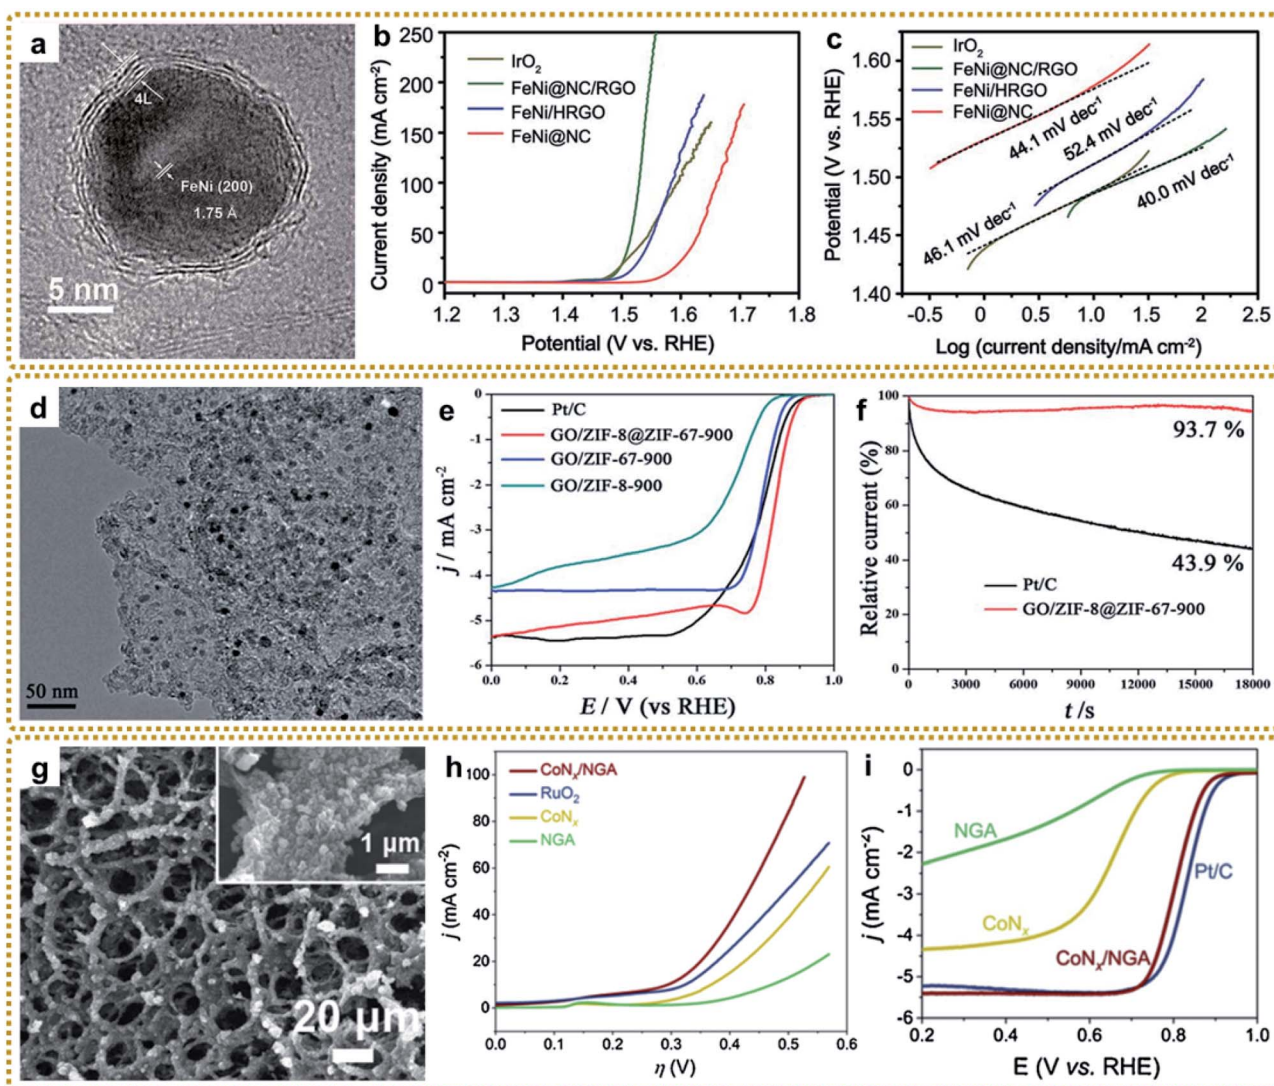 a
4L
FeNi (200)
1.75 Å
5 nm
b
250
200
150
100
50
0
1.2 1.3 1.4 1.5 1.6 1.7 1.8
Current density (mA cm⁻²)
Potential (V vs. RHE)
IrO₂
FeNi@NC/RGO
FeNi/HRGO
FeNi@NC
c
1.60
1.55
1.50
1.45
1.40
-0.5 0.0 0.5 1.0 1.5 2.0 2.5
Potential (V vs. RHE)
Log (current density/mA cm⁻²)
IrO₂
FeNi@NC/RGO
FeNi/HRGO
FeNi@NC
44.1 mV dec⁻¹
52.4 mV dec⁻¹
46.1 mV dec⁻¹
40.0 mV dec⁻¹
d
50 nm
e
0
-1
-2
-3
-4
-5
-6
0.0 0.2 0.4 0.6 0.8 1.0
j / mA cm⁻²
E / V (vs RHE)
Pt/C
GO/ZIF-8@ZIF-67-900
GO/ZIF-67-900
GO/ZIF-8-900
f
100
80
60
40
20
0
0 3000 6000 9000 12000 15000 18000
Relative current (%)
t /s
93.7 %
43.9 %
Pt/C
GO/ZIF-8@ZIF-67-900
g
1 µm
20 µm
h
100
80
60
40
20
0
0.0 0.1 0.2 0.3 0.4 0.5 0.6
j (mA cm⁻²)
η (V)
CoNₓ/NGA
RuO₂
CoNₓ
NGA
i
0
-1
-2
-3
-4
-5
-6
0.2 0.4 0.6 0.8 1.0
j (mA cm⁻²)
E (V vs. RHE)
NGA
CoNₓ
Pt/C
CoNₓ/NGA